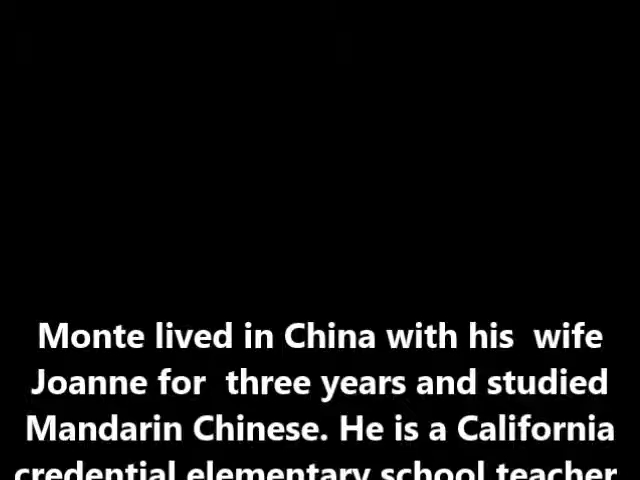 Monte lived in China with his  wife
Joanne for  three years and studied
Mandarin Chinese. He is a California
credential elementary school teacher